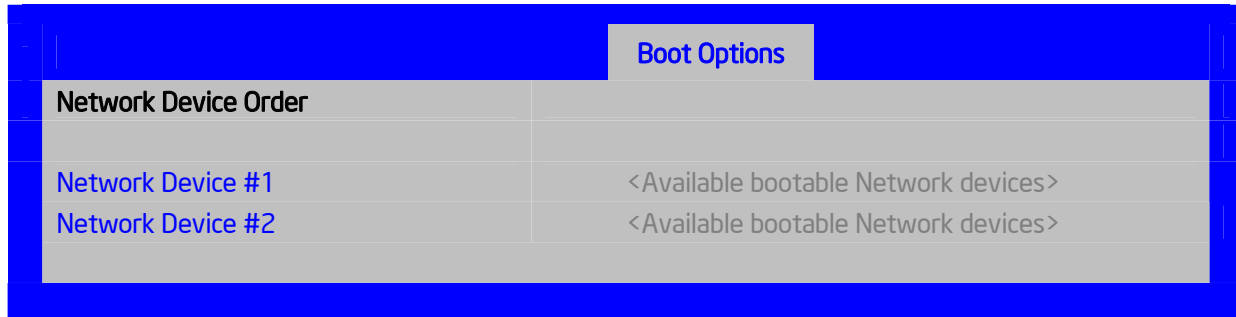 Boot Options
Network Device Order
Network Device #1 <Available bootable Network devices>
Network Device #2 <Available bootable Network devices>